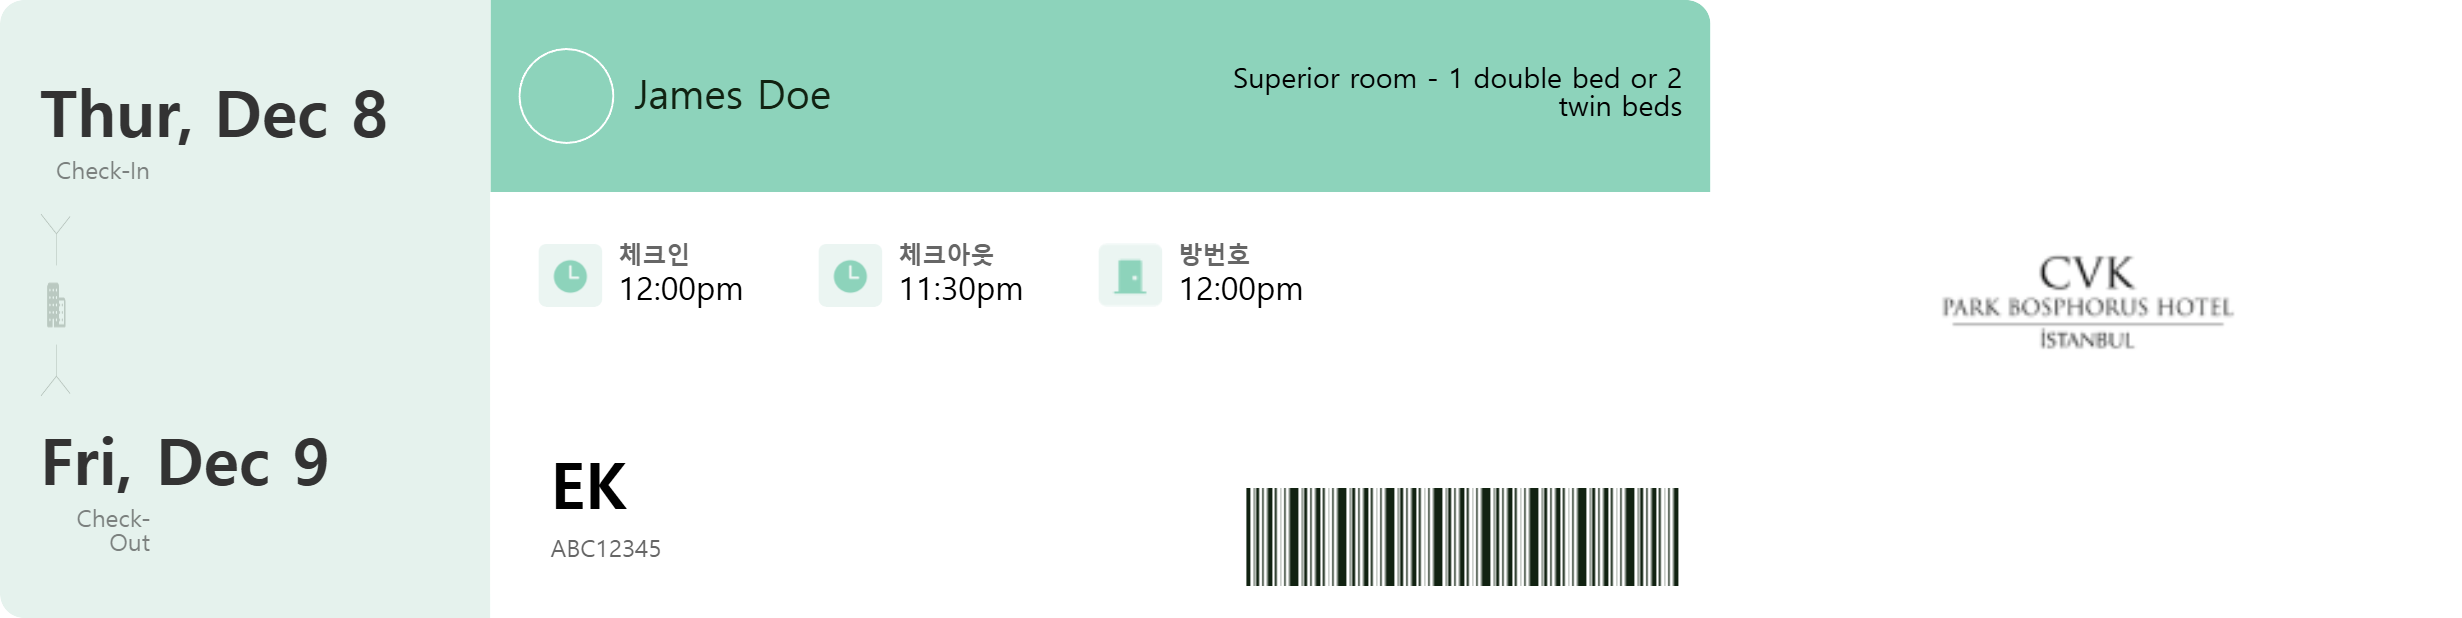 Thur, Dec 8
Check-In
Fri, Dec 9
Check-
Out
James Doe
Superior room - 1 double bed or 2
twin beds
체크인
12:00pm
체크아웃
11:30pm
방번호
12:00pm
EK
ABC12345
CVK
PARK BOSPHORUS HOTEL
İSTANBUL